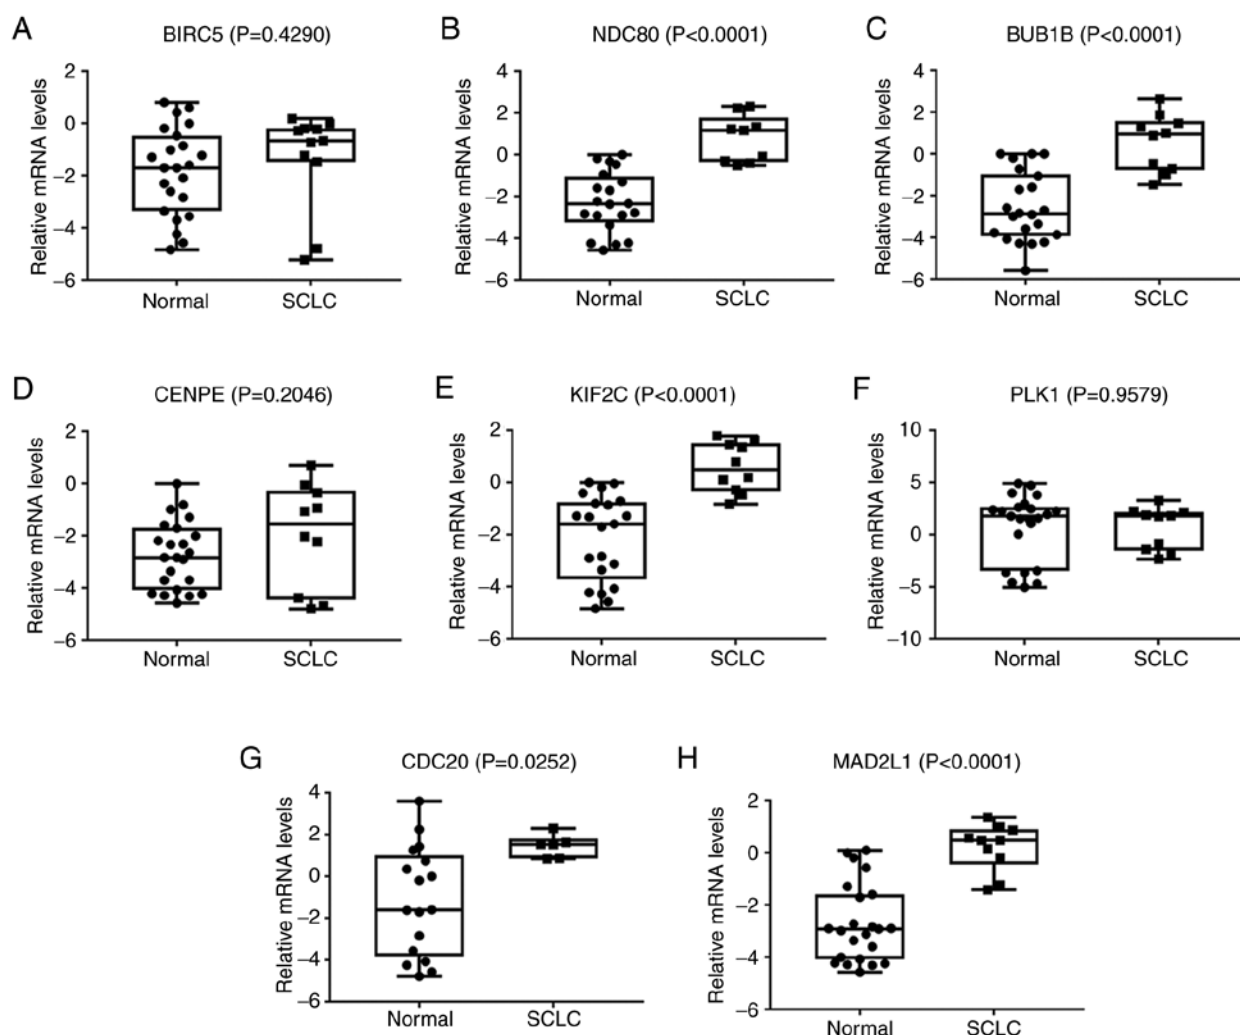 A
BIRC5 (P=0.4290)
Relative mRNA levels
2
0
−2
−4
−6
Normal SCLC
B
NDC80 (P<0.0001)
Relative mRNA levels
4
2
0
−2
−4
−6
Normal SCLC
C
BUB1B (P<0.0001)
Relative mRNA levels
4
2
0
−2
−4
−6
Normal SCLC
D
CENPE (P=0.2046)
Relative mRNA levels
2
0
−2
−4
−6
Normal SCLC
E
KIF2C (P<0.0001)
Relative mRNA levels
2
0
−2
−4
−6
Normal SCLC
F
PLK1 (P=0.9579)
Relative mRNA levels
10
5
0
−5
−10
Normal SCLC
G
CDC20 (P=0.0252)
Relative mRNA levels
4
2
0
−2
−4
−6
Normal SCLC
H
MAD2L1 (P<0.0001)
Relative mRNA levels
2
0
−2
−4
−6
Normal SCLC